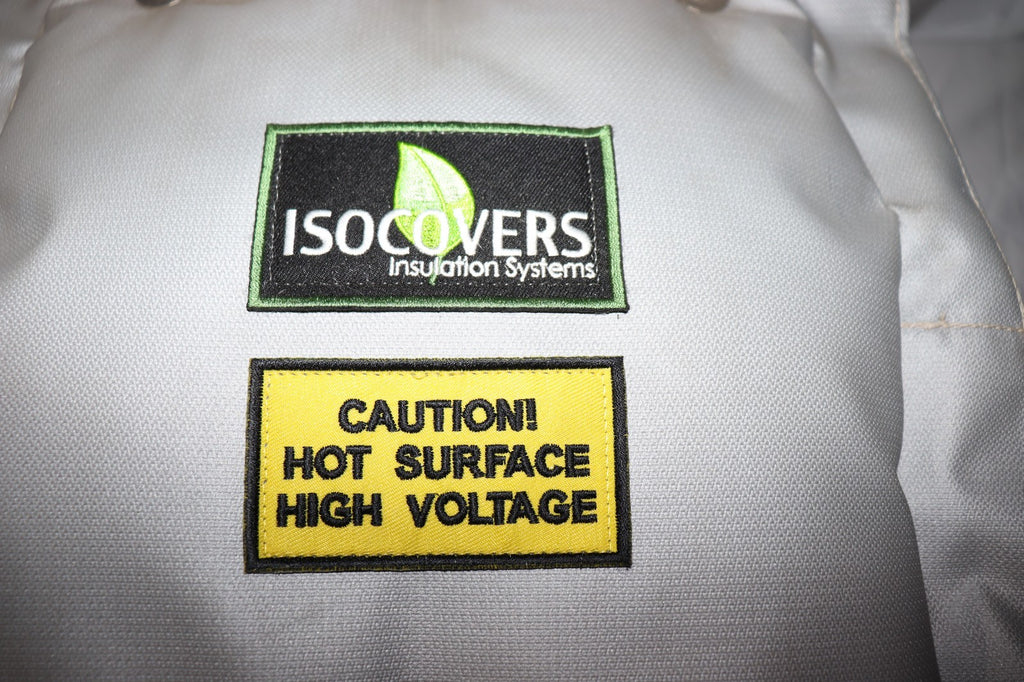 ISOCOVERS
Insulation Systems
CAUTION!
HOT SURFACE
HIGH VOLTAGE